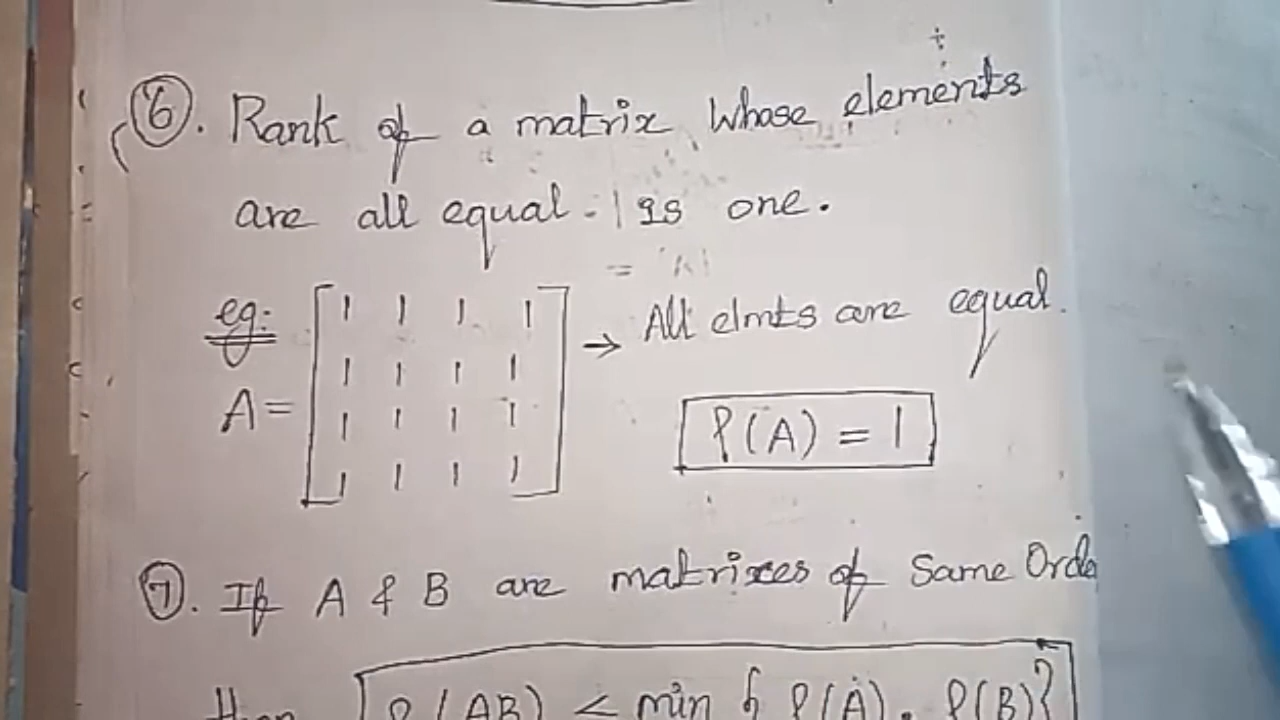 6. Rank of a matrix whose elements
are all equal. is one.
eg:
A = [ 1 1 1 1
1 1 1 1
1 1 1 1
1 1 1 1 ] → All elmts are equal.
ρ(A) = 1
7. If A & B are matrixes of Same Orde
then ρ(AB) ≤ min { ρ(A), ρ(B)}